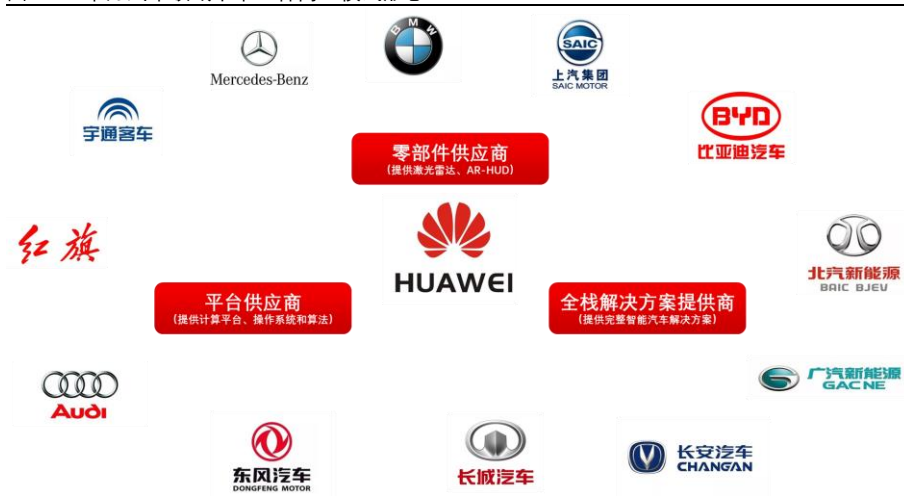 BMW
Mercedes-Benz
SAIC
上汽集团
SAIC MOTOR
宇通客车
BYD
比亚迪汽车
零部件供应商
(提供激光雷达、AR-HUD)
红旗
HUAWEI
北汽新能源
BAIC BJEV
平台供应商
(提供计算平台、操作系统和算法)
全栈解决方案提供商
(提供完整智能汽车解决方案)
Audi
广汽新能源
GAC NE
东风汽车
DONGFENG MOTOR
长城汽车
长安汽车
CHANGAN